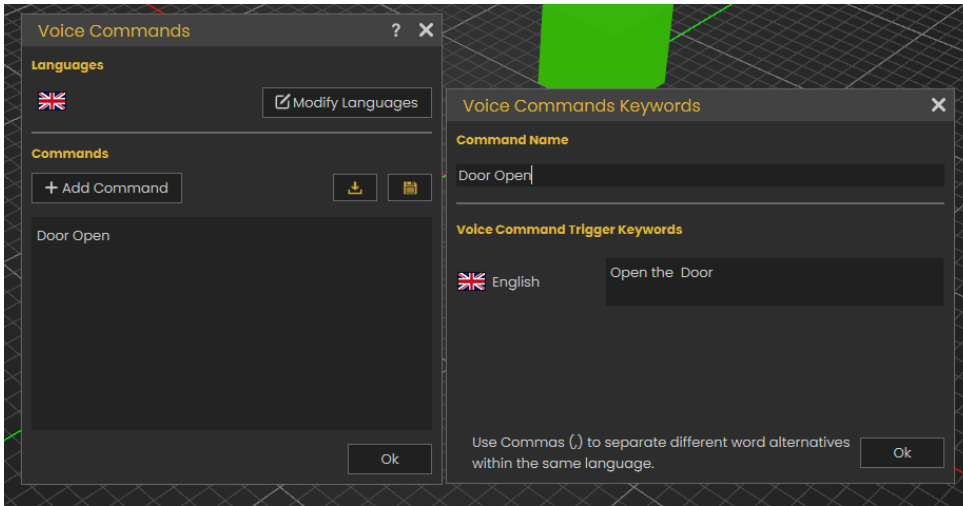 Voice Commands ?
Languages
Modify Languages
Commands
+ Add Command
Door Open
Ok
Voice Commands Keywords
Command Name
Door Open
Voice Command Trigger Keywords
English
Open the  Door
Use Commas (,) to separate different word alternatives
within the same language.
Ok